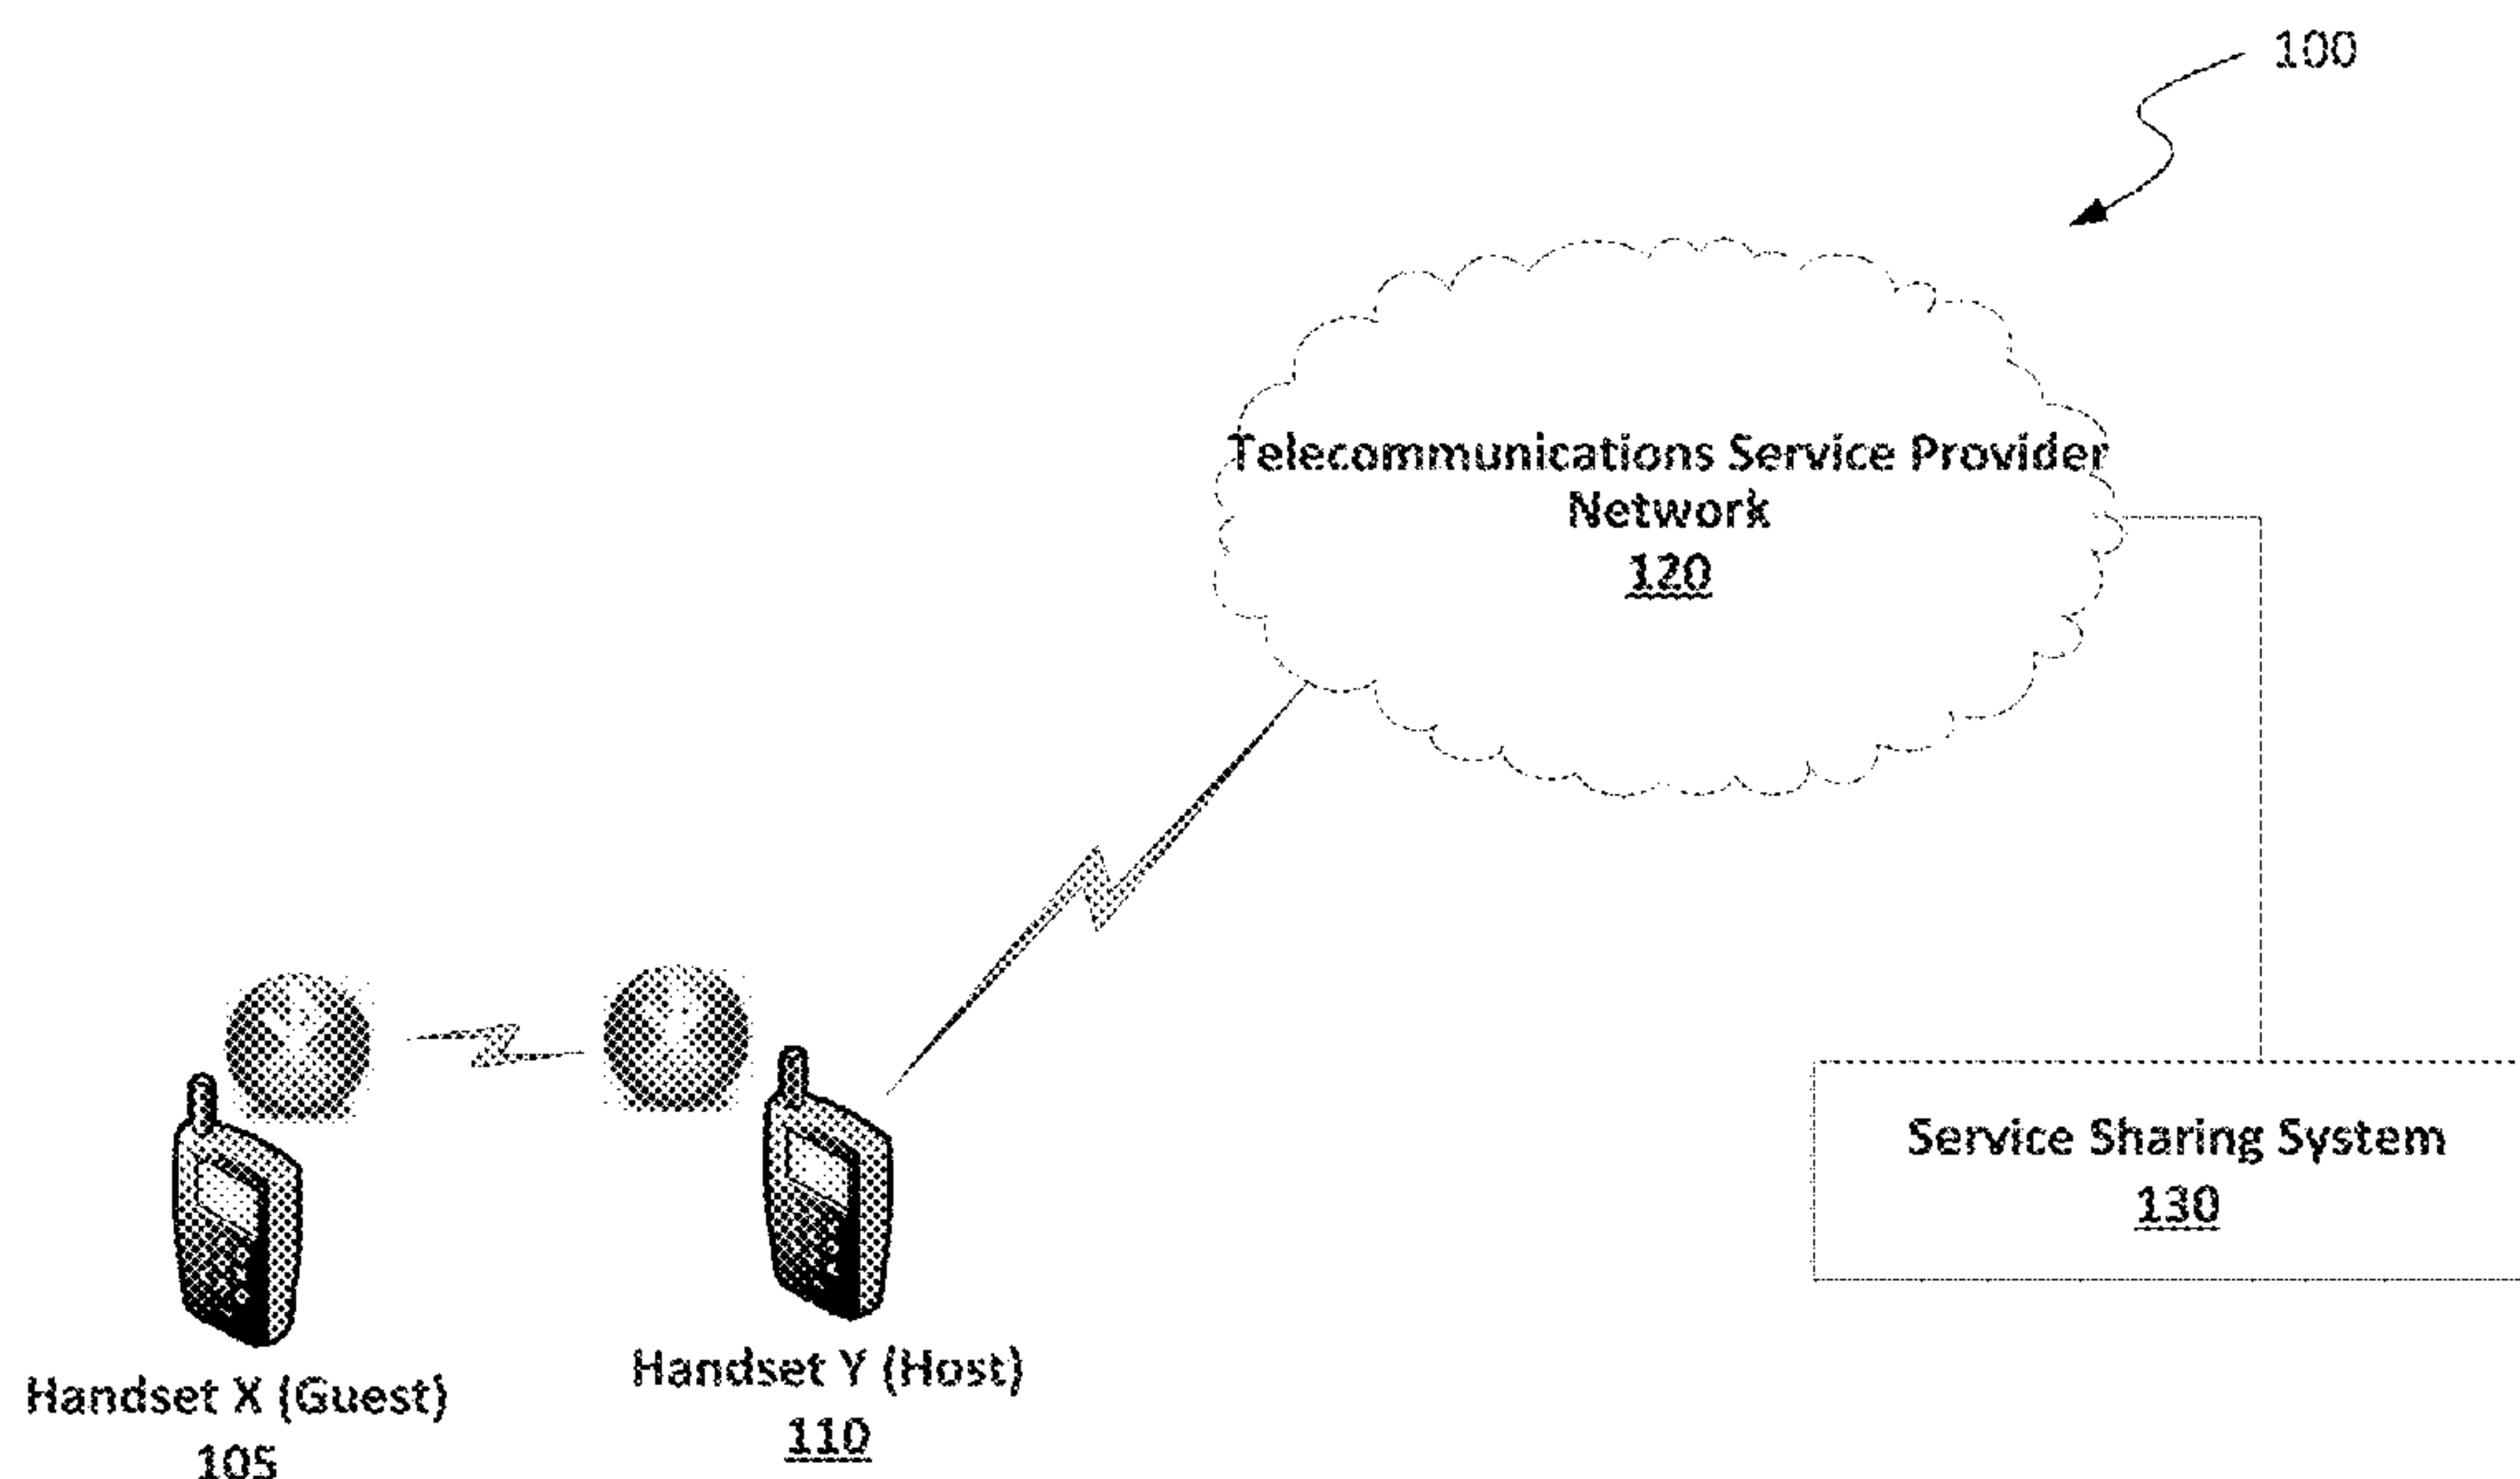 100
Telecommunications Service Provider
Network
120
Service Sharing System
130
Handset Y (Host)
110
Handset X (Guest)
105